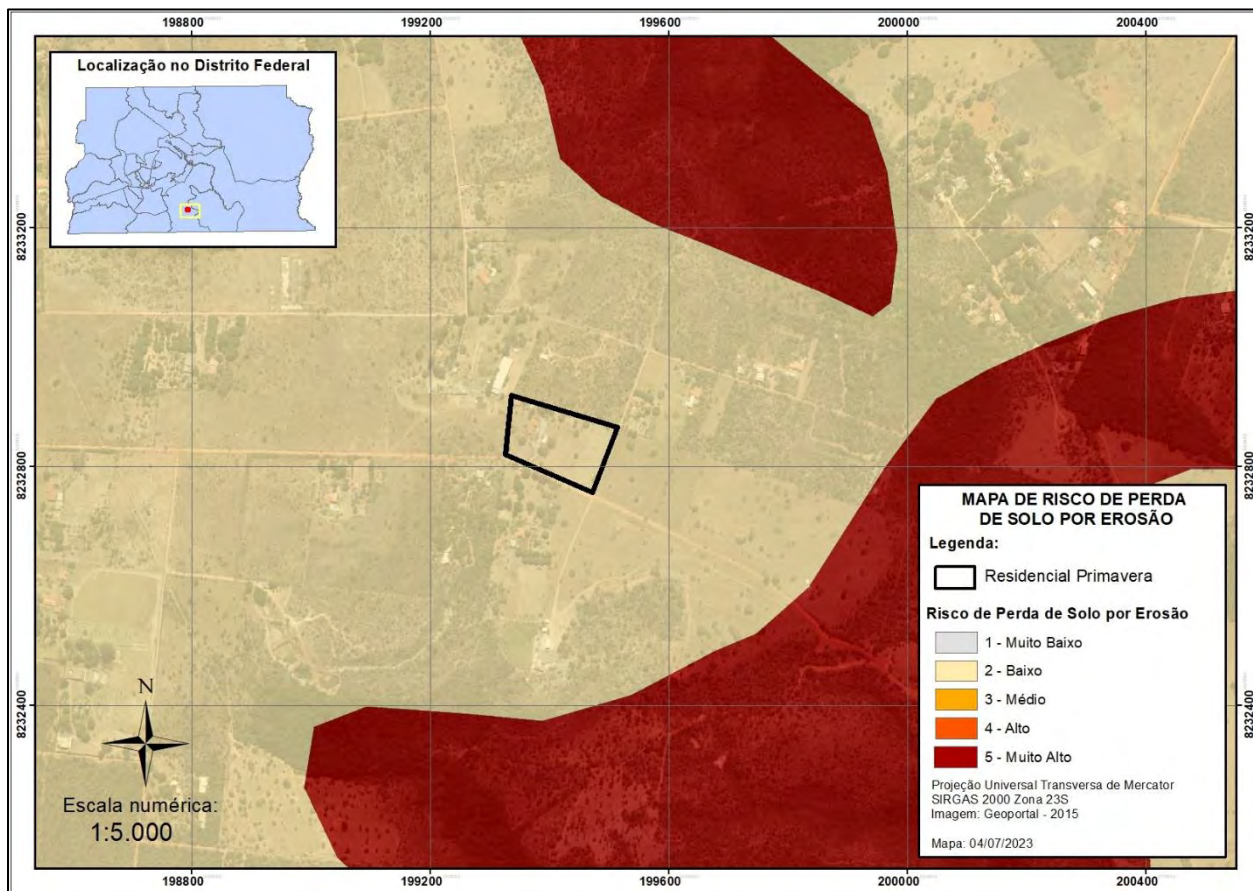 198800 199200 199600 200000 200400
Localização no Distrito Federal
8233200 8233200
8232800 8232800
8232400 8232400
N
Escala numérica:
1:5.000
MAPA DE RISCO DE PERDA
DE SOLO POR EROSÃO
Legenda:
Residencial Primavera
Risco de Perda de Solo por Erosão
1 - Muito Baixo
2 - Baixo
3 - Médio
4 - Alto
5 - Muito Alto
Projeção Universal Transversa de Mercator
SIRGAS 2000 Zona 23S
Imagem: Geoportal - 2015
Mapa: 04/07/2023
198800 199200 199600 200000 200400